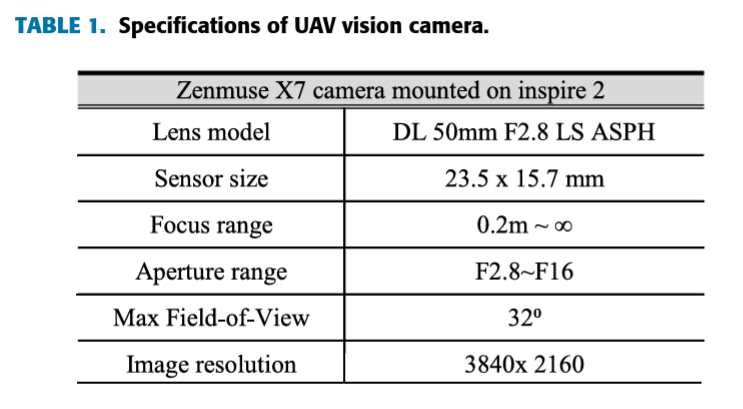 TABLE 1. Specifications of UAV vision camera.
Zenmuse X7 camera mounted on inspire 2
Lens model DL 50mm F2.8 LS ASPH
Sensor size 23.5 x 15.7 mm
Focus range 0.2m ~ ∞
Aperture range F2.8~F16
Max Field-of-View 32º
Image resolution 3840x 2160